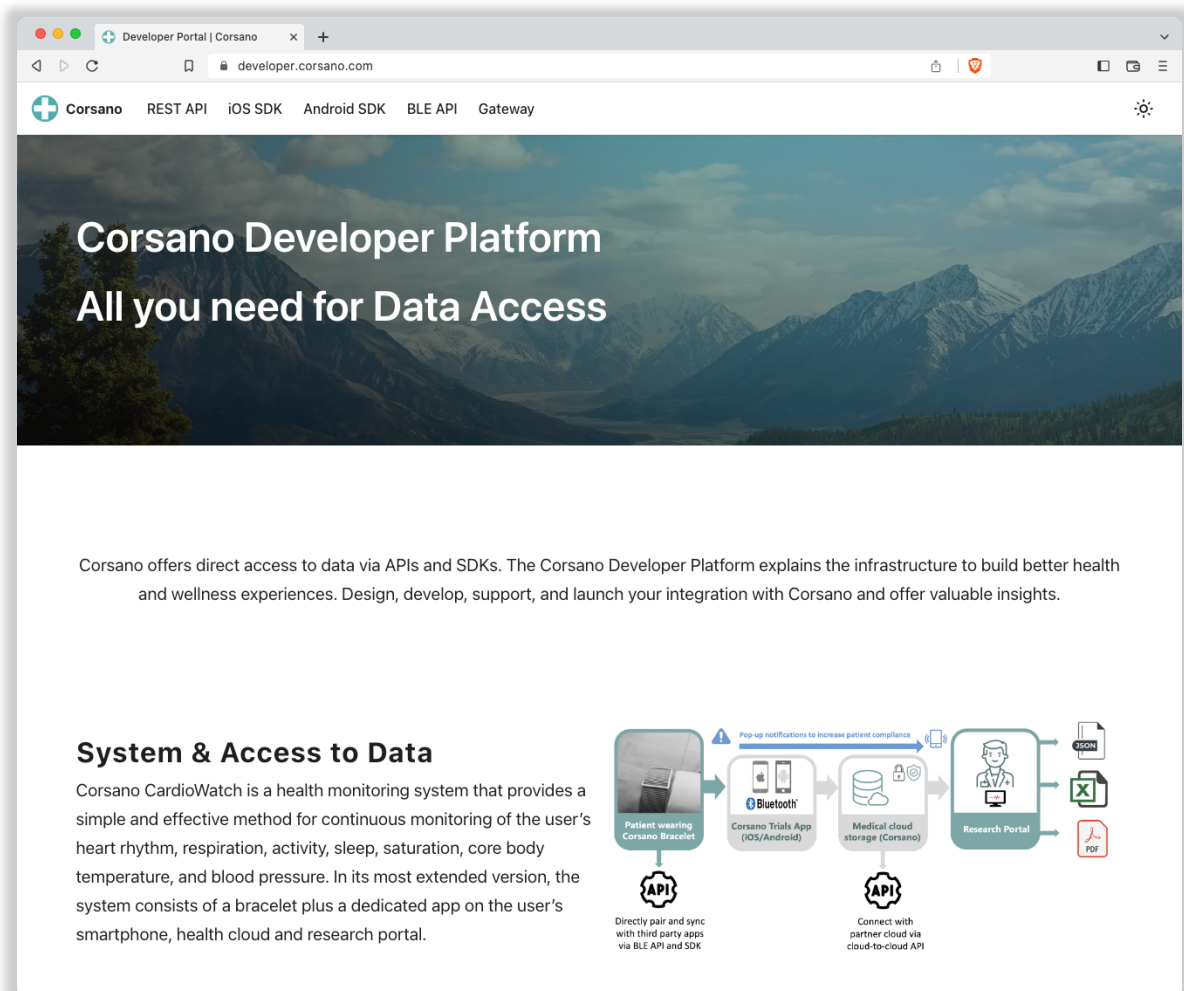 Developer Portal | Corsano
developer.corsano.com
Corsano REST API iOS SDK Android SDK BLE API Gateway
Corsano Developer Platform
All you need for Data Access
Corsano offers direct access to data via APIs and SDKs. The Corsano Developer Platform explains the infrastructure to build better health
and wellness experiences. Design, develop, support, and launch your integration with Corsano and offer valuable insights.
System & Access to Data
Corsano CardioWatch is a health monitoring system that provides a
simple and effective method for continuous monitoring of the user's
heart rhythm, respiration, activity, sleep, saturation, core body
temperature, and blood pressure. In its most extended version, the
system consists of a bracelet plus a dedicated app on the user's
smartphone, health cloud and research portal.
Pop-up notifications to increase patient compliance
Bluetooth
Patient wearing
Corsano Bracelet
Corsano Trials App
(iOS/Android)
Medical cloud
storage (Corsano)
Research Portal
JSON
X
PDF
API
Directly pair and sync
with third party apps
via BLE API and SDK
API
Connect with
partner cloud via
cloud-to-cloud API